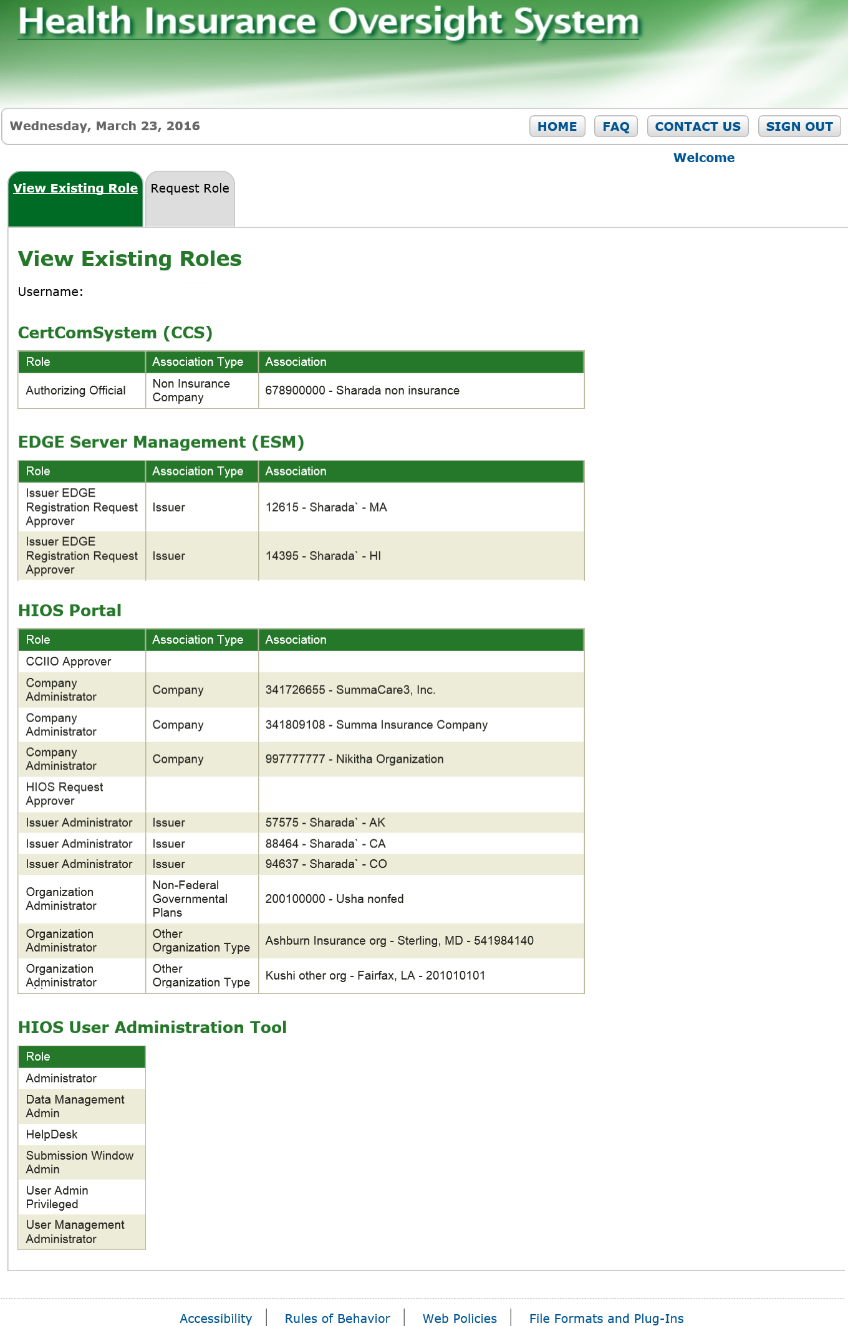 Health Insurance Oversight System
Wednesday, March 23, 2016
HOME FAQ CONTACT US SIGN OUT
Welcome
View Existing Role Request Role
View Existing Roles
Username:
CertComSystem (CCS)
Role Association Type Association
Authorizing Official Non Insurance Company 678900000 - Sharada non insurance
EDGE Server Management (ESM)
Role Association Type Association
Issuer EDGE Registration Request Approver Issuer 12615 - Sharada` - MA
Issuer EDGE Registration Request Approver Issuer 14395 - Sharada` - HI
HIOS Portal
Role Association Type Association
CCIIO Approver
Company Administrator Company 341726655 - SummaCare3, Inc.
Company Administrator Company 341809108 - Summa Insurance Company
Company Administrator Company 997777777 - Nikitha Organization
HIOS Request Approver
Issuer Administrator Issuer 57575 - Sharada` - AK
Issuer Administrator Issuer 88464 - Sharada` - CA
Issuer Administrator Issuer 94637 - Sharada` - CO
Organization Administrator Non-Federal Governmental Plans 200100000 - Usha nonfed
Organization Administrator Other Organization Type Ashburn Insurance org - Sterling, MD - 541984140
Organization Administrator Other Organization Type Kushi other org - Fairfax, LA - 201010101
HIOS User Administration Tool
Role
Administrator
Data Management Admin
HelpDesk
Submission Window Admin
User Admin Privileged
User Management Administrator
Accessibility | Rules of Behavior | Web Policies | File Formats and Plug-Ins